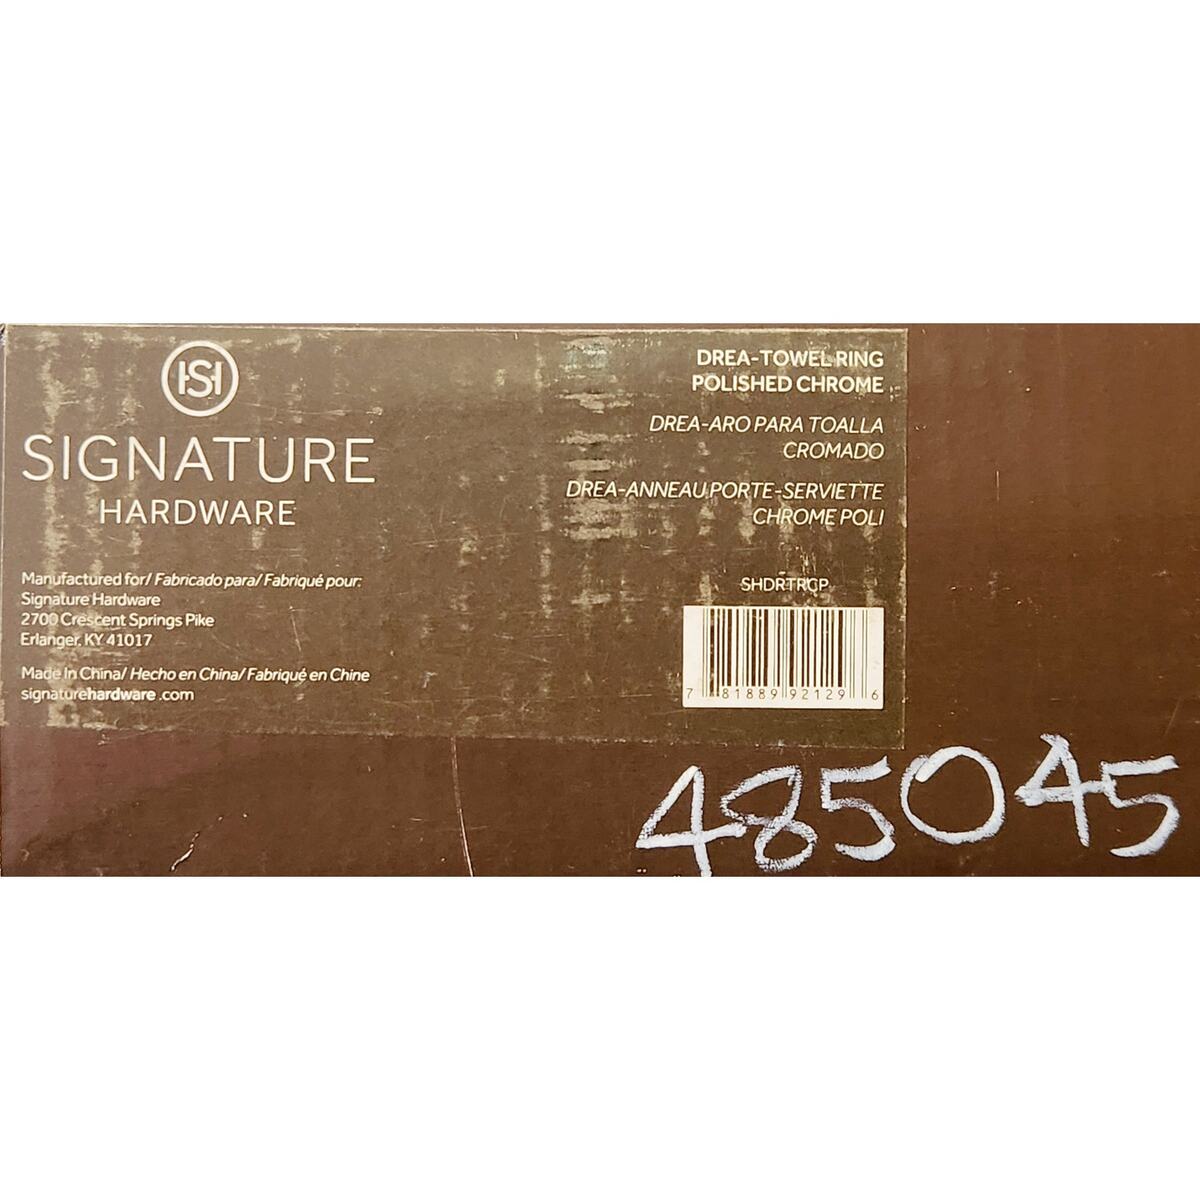 HSH
SIGNATURE
HARDWARE
Manufactured for/ Fabricado para/ Fabriqué pour:
Signature Hardware
2700 Crescent Springs Pike
Erlanger, KY 41017
Made In China/ Hecho en China/ Fabriqué en Chine
signaturehardware.com
DREA-TOWEL RING
POLISHED CHROME
DREA-ARO PARA TOALLA
CROMADO
DREA-ANNEAU PORTE-SERVIETTE
CHROME POLI
SHDRTRCP
7 81889 92129 6
485045